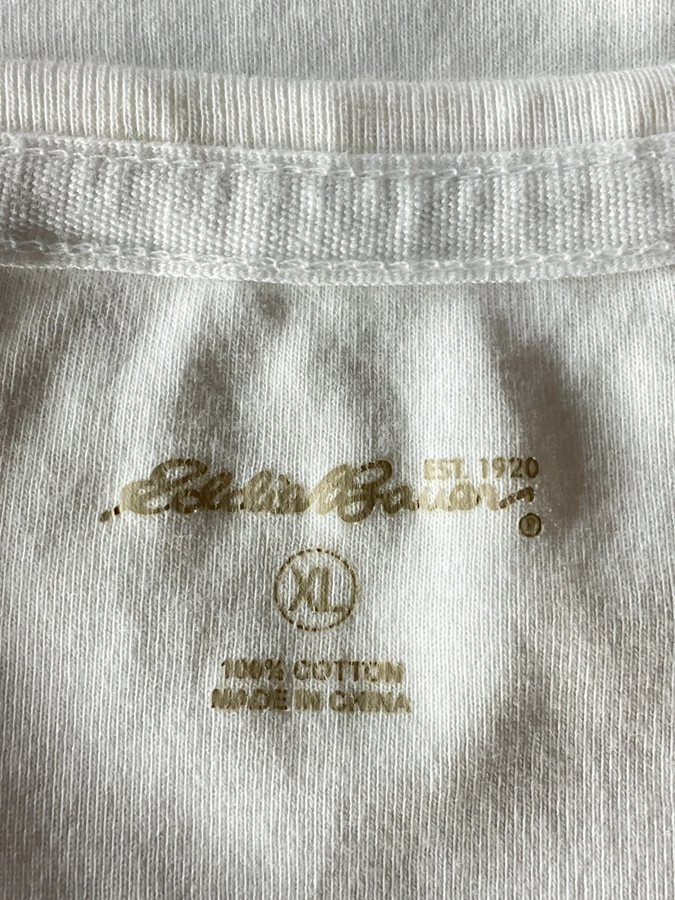 EST. 1920
Eddie Bauer
®
XL
100% COTTON
MADE IN CHINA